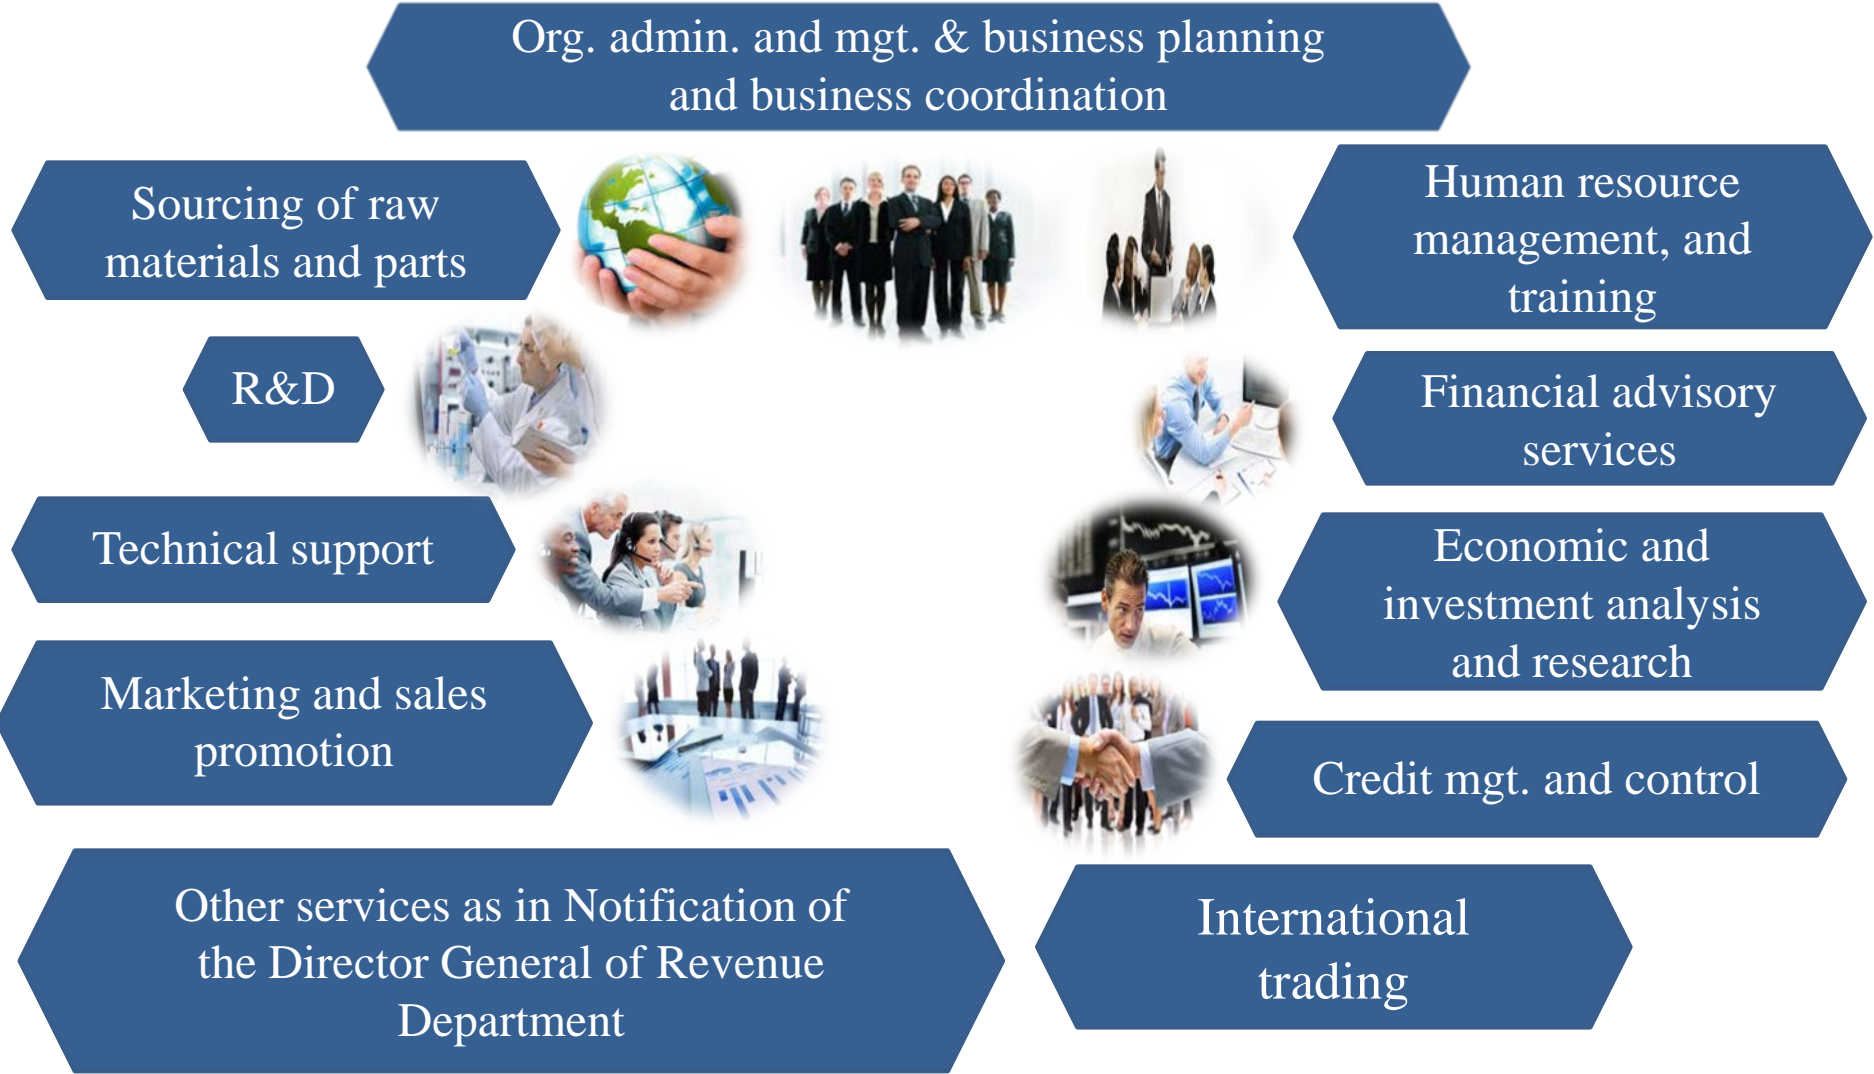 Org. admin. and mgt. & business planning
and business coordination
Sourcing of raw
materials and parts
Human resource
management, and
training
R&D
Financial advisory
services
Technical support
Economic and
investment analysis
and research
Marketing and sales
promotion
Credit mgt. and control
Other services as in Notification of
the Director General of Revenue
Department
International
trading